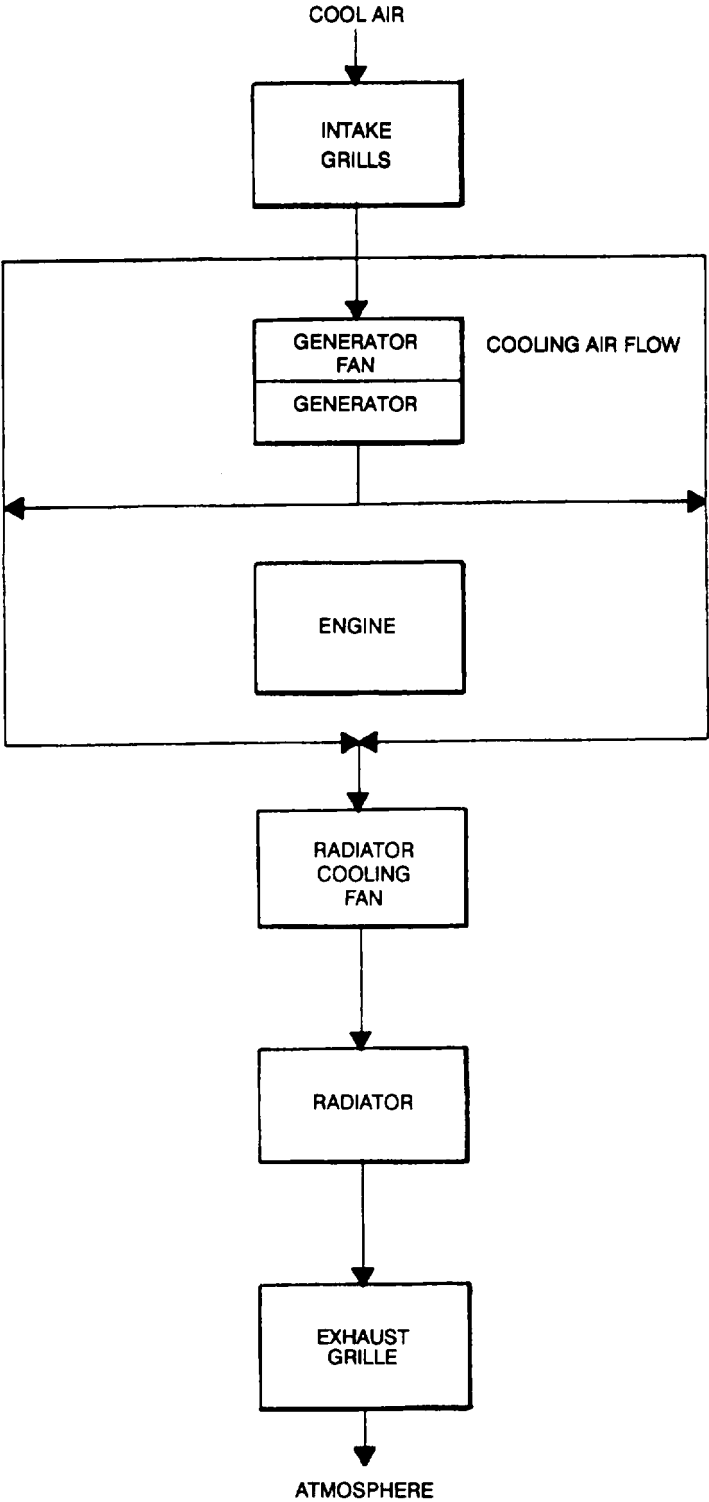 COOL AIR
INTAKE
GRILLS
GENERATOR
FAN
COOLING AIR FLOW
GENERATOR
ENGINE
RADIATOR
COOLING
FAN
RADIATOR
EXHAUST
GRILLE
ATMOSPHERE